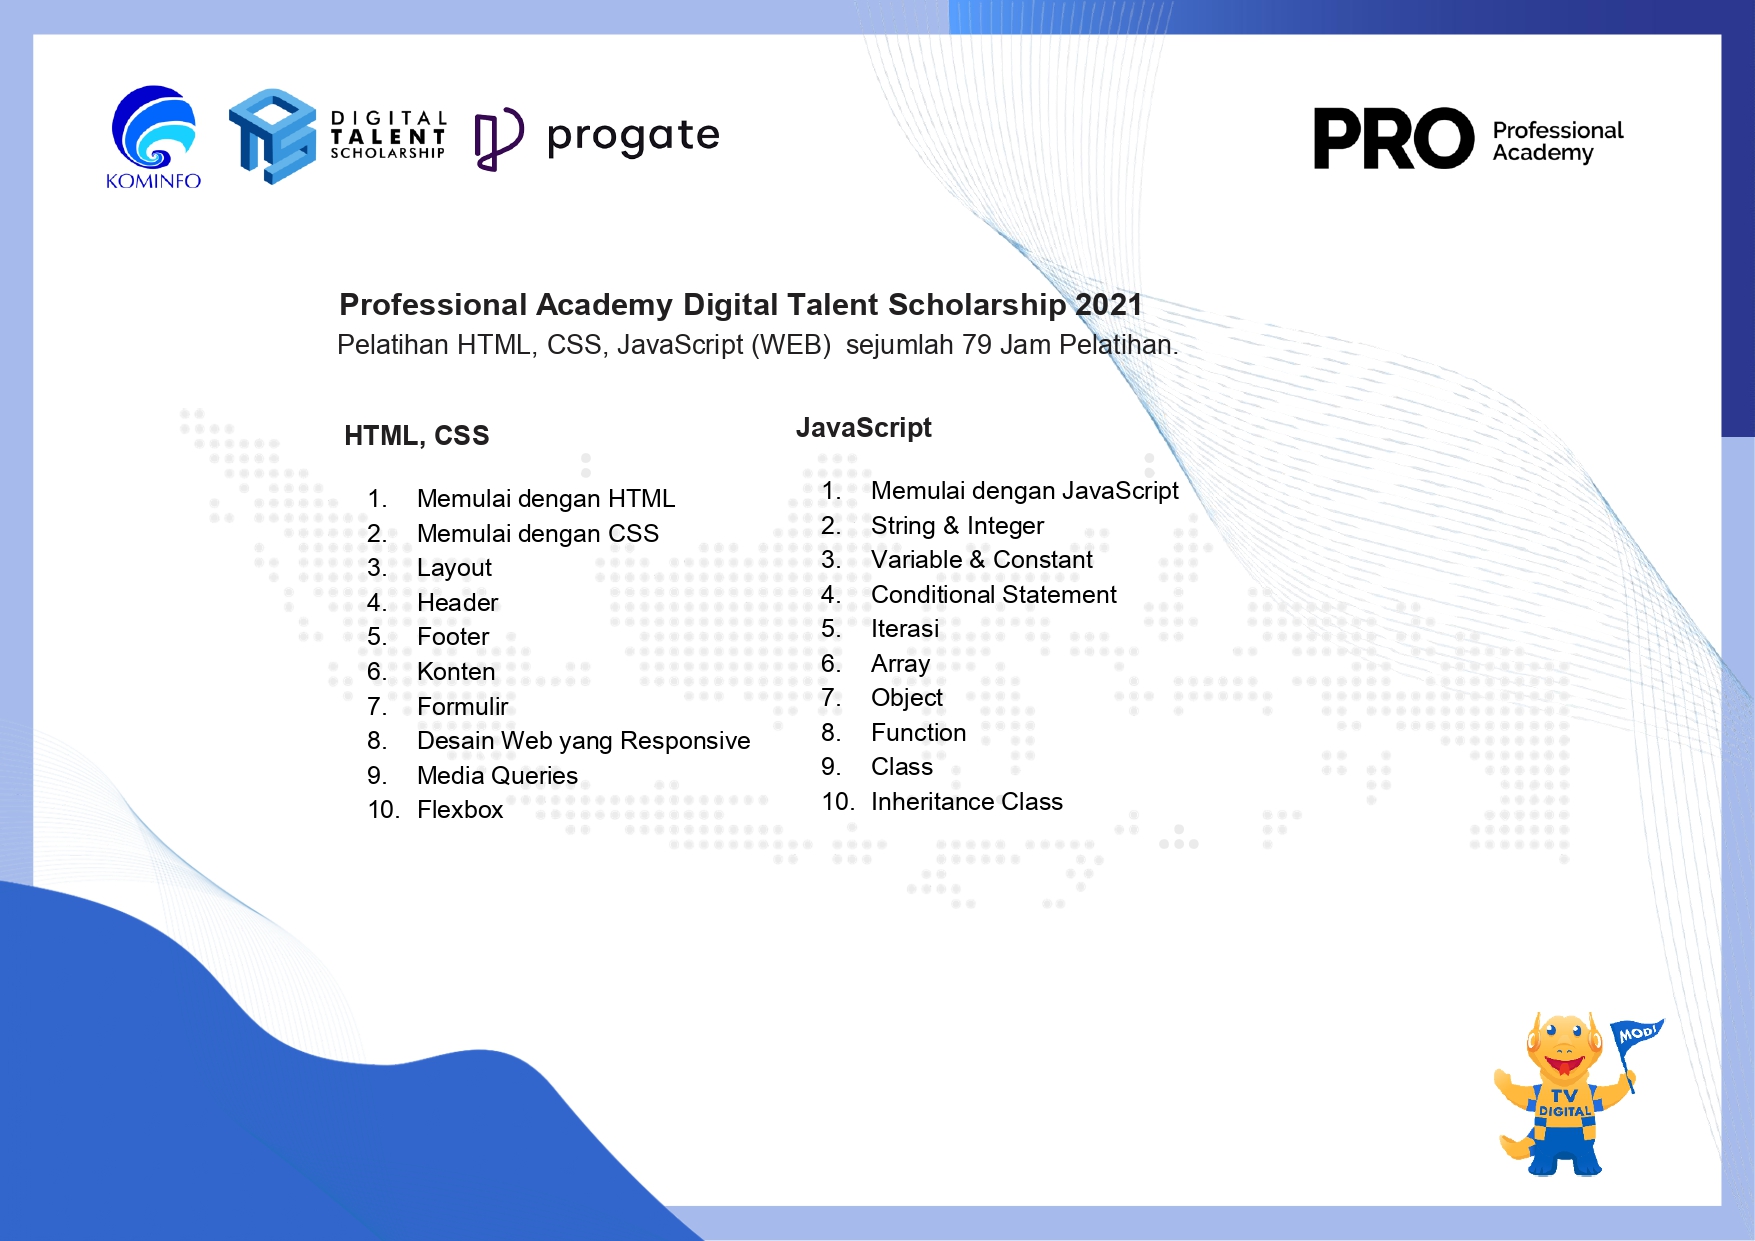 KOMINFO
DIGITAL
TALENT
SCHOLARSHIP
progate
PRO
Professional
Academy
Professional Academy Digital Talent Scholarship 2021
Pelatihan HTML, CSS, JavaScript (WEB) sejumlah 79 Jam Pelatihan.
HTML, CSS
1. Memulai dengan HTML
2. Memulai dengan CSS
3. Layout
4. Header
5. Footer
6. Konten
7. Formulir
8. Desain Web yang Responsive
9. Media Queries
10. Flexbox
JavaScript
1. Memulai dengan JavaScript
2. String & Integer
3. Variable & Constant
4. Conditional Statement
5. Iterasi
6. Array
7. Object
8. Function
9. Class
10. Inheritance Class
MODI
TV
DIGITAL